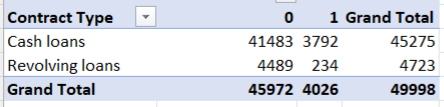 Contract Type 0 1 Grand Total
Cash loans 41483 3792 45275
Revolving loans 4489 234 4723
Grand Total 45972 4026 49998